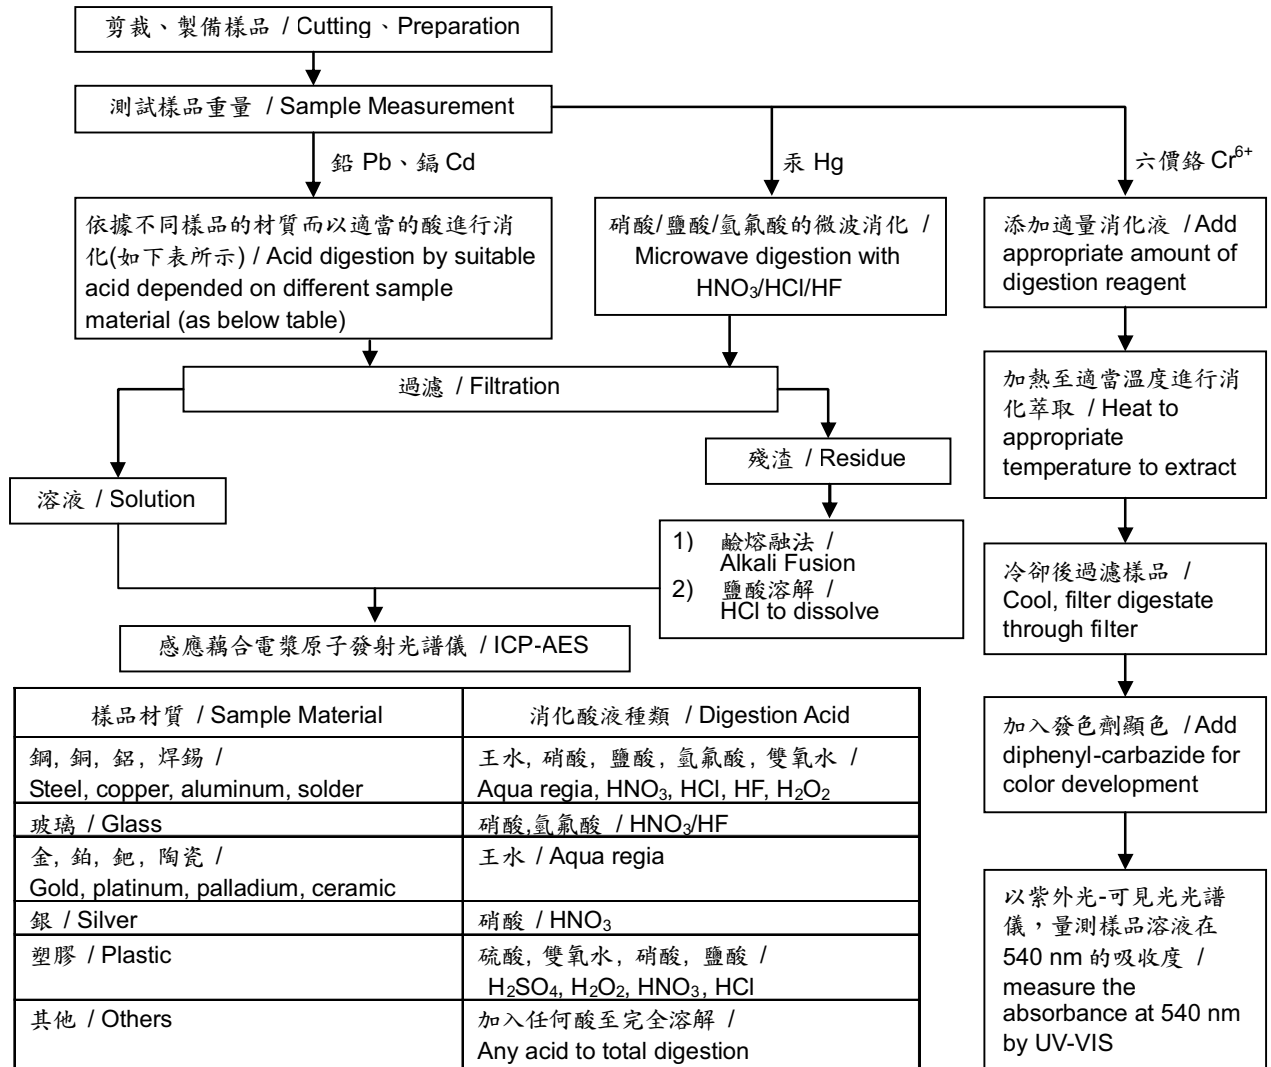 剪裁、製備樣品 / Cutting、Preparation
測試樣品重量 / Sample Measurement
鉛 Pb、鎘 Cd
汞 Hg
六價鉻 Cr⁶⁺
依據不同樣品的材質而以適當的酸進行消
化(如下表所示) / Acid digestion by suitable
acid depended on different sample
material (as below table)
硝酸/鹽酸/氫氟酸的微波消化 /
Microwave digestion with
HNO₃/HCl/HF
添加適量消化液 / Add
appropriate amount of
digestion reagent
過濾 / Filtration
加熱至適當溫度進行消
化萃取 / Heat to
appropriate
temperature to extract
溶液 / Solution
殘渣 / Residue
1) 鹼熔融法 /
Alkali Fusion
2) 鹽酸溶解 /
HCl to dissolve
冷卻後過濾樣品 /
Cool, filter digestate
through filter
感應藕合電漿原子發射光譜儀 / ICP-AES
加入發色劑顯色 / Add
diphenyl-carbazide for
color development
以紫外光-可見光光譜
儀，量測樣品溶液在
540 nm 的吸收度 /
measure the
absorbance at 540 nm
by UV-VIS
樣品材質 / Sample Material
消化酸液種類 / Digestion Acid
鋼, 銅, 鋁, 焊錫 /
Steel, copper, aluminum, solder
王水, 硝酸, 鹽酸, 氫氟酸, 雙氧水 /
Aqua regia, HNO₃, HCl, HF, H₂O₂
玻璃 / Glass
硝酸,氫氟酸 / HNO₃/HF
金, 鉑, 鈀, 陶瓷 /
Gold, platinum, palladium, ceramic
王水 / Aqua regia
銀 / Silver
硝酸 / HNO₃
塑膠 / Plastic
硫酸, 雙氧水, 硝酸, 鹽酸 /
H₂SO₄, H₂O₂, HNO₃, HCl
其他 / Others
加入任何酸至完全溶解 /
Any acid to total digestion